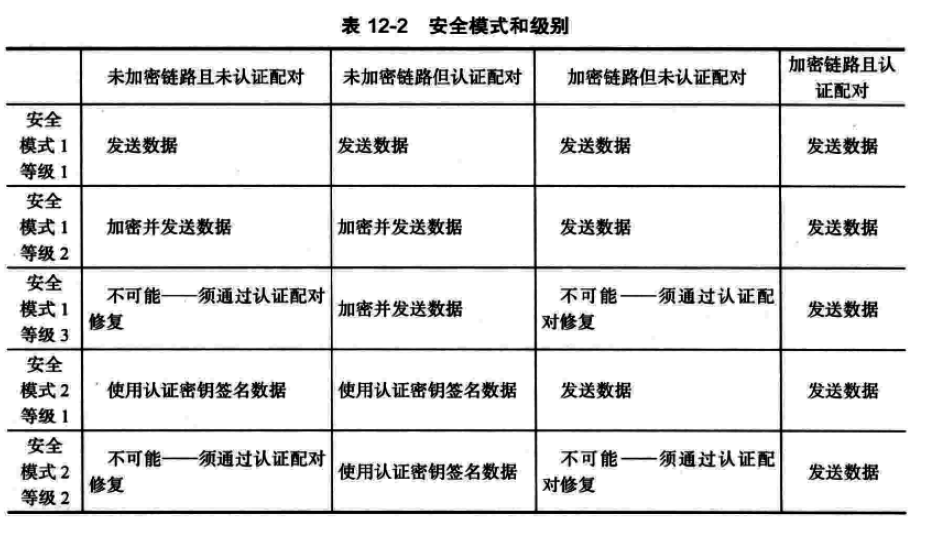 表 12-2 安全模式和级别
未加密链路且未认证配对 未加密链路但认证配对 加密链路但未认证配对 加密链路且认
证配对
安全
模式 1
等级 1
发送数据 发送数据 发送数据 发送数据
安全
模式 1
等级 2
加密并发送数据 加密并发送数据 发送数据 发送数据
安全
模式 1
等级 3
不可能——须通过认证配对
修复
加密并发送数据
不可能——须通过认证配
对修复
发送数据
安全
模式 2
等级 1
使用认证密钥签名数据 使用认证密钥签名数据 发送数据 发送数据
安全
模式 2
等级 2
不可能——须通过认证配对
修复
使用认证密钥签名数据
不可能——须通过认证配
对修复
发送数据